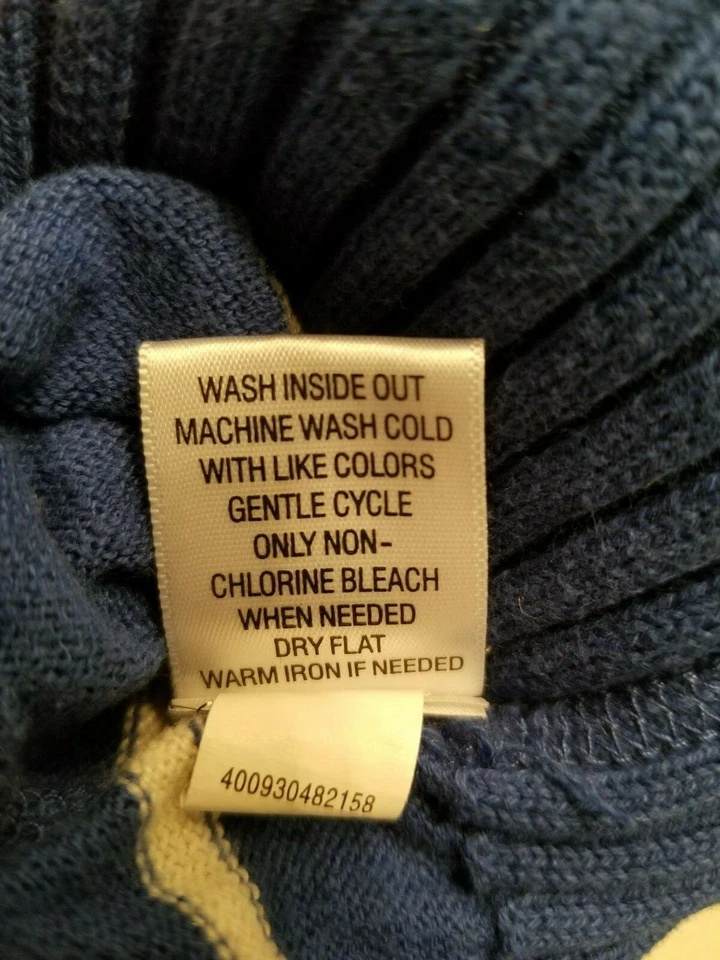 WASH INSIDE OUT
MACHINE WASH COLD
WITH LIKE COLORS
GENTLE CYCLE
ONLY NON-
CHLORINE BLEACH
WHEN NEEDED
DRY FLAT
WARM IRON IF NEEDED
400930482158